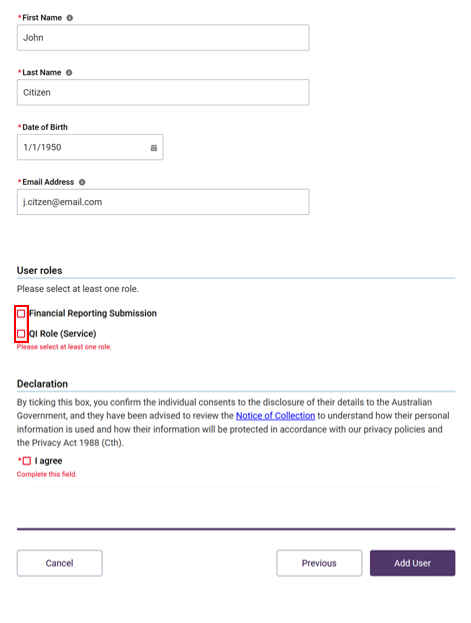 *First Name
John
*Last Name
Citizen
*Date of Birth
1/1/1950
*Email Address
j.citzen@email.com
User roles
Please select at least one role.
Financial Reporting Submission
QI Role (Service)
Please select at least one role.
Declaration
By ticking this box, you confirm the individual consents to the disclosure of their details to the Australian
Government, and they have been advised to review the Notice of Collection to understand how their personal
information is used and how their information will be protected in accordance with our privacy policies and
the Privacy Act 1988 (Cth).
*I agree
Complete this field.
Cancel
Previous
Add User